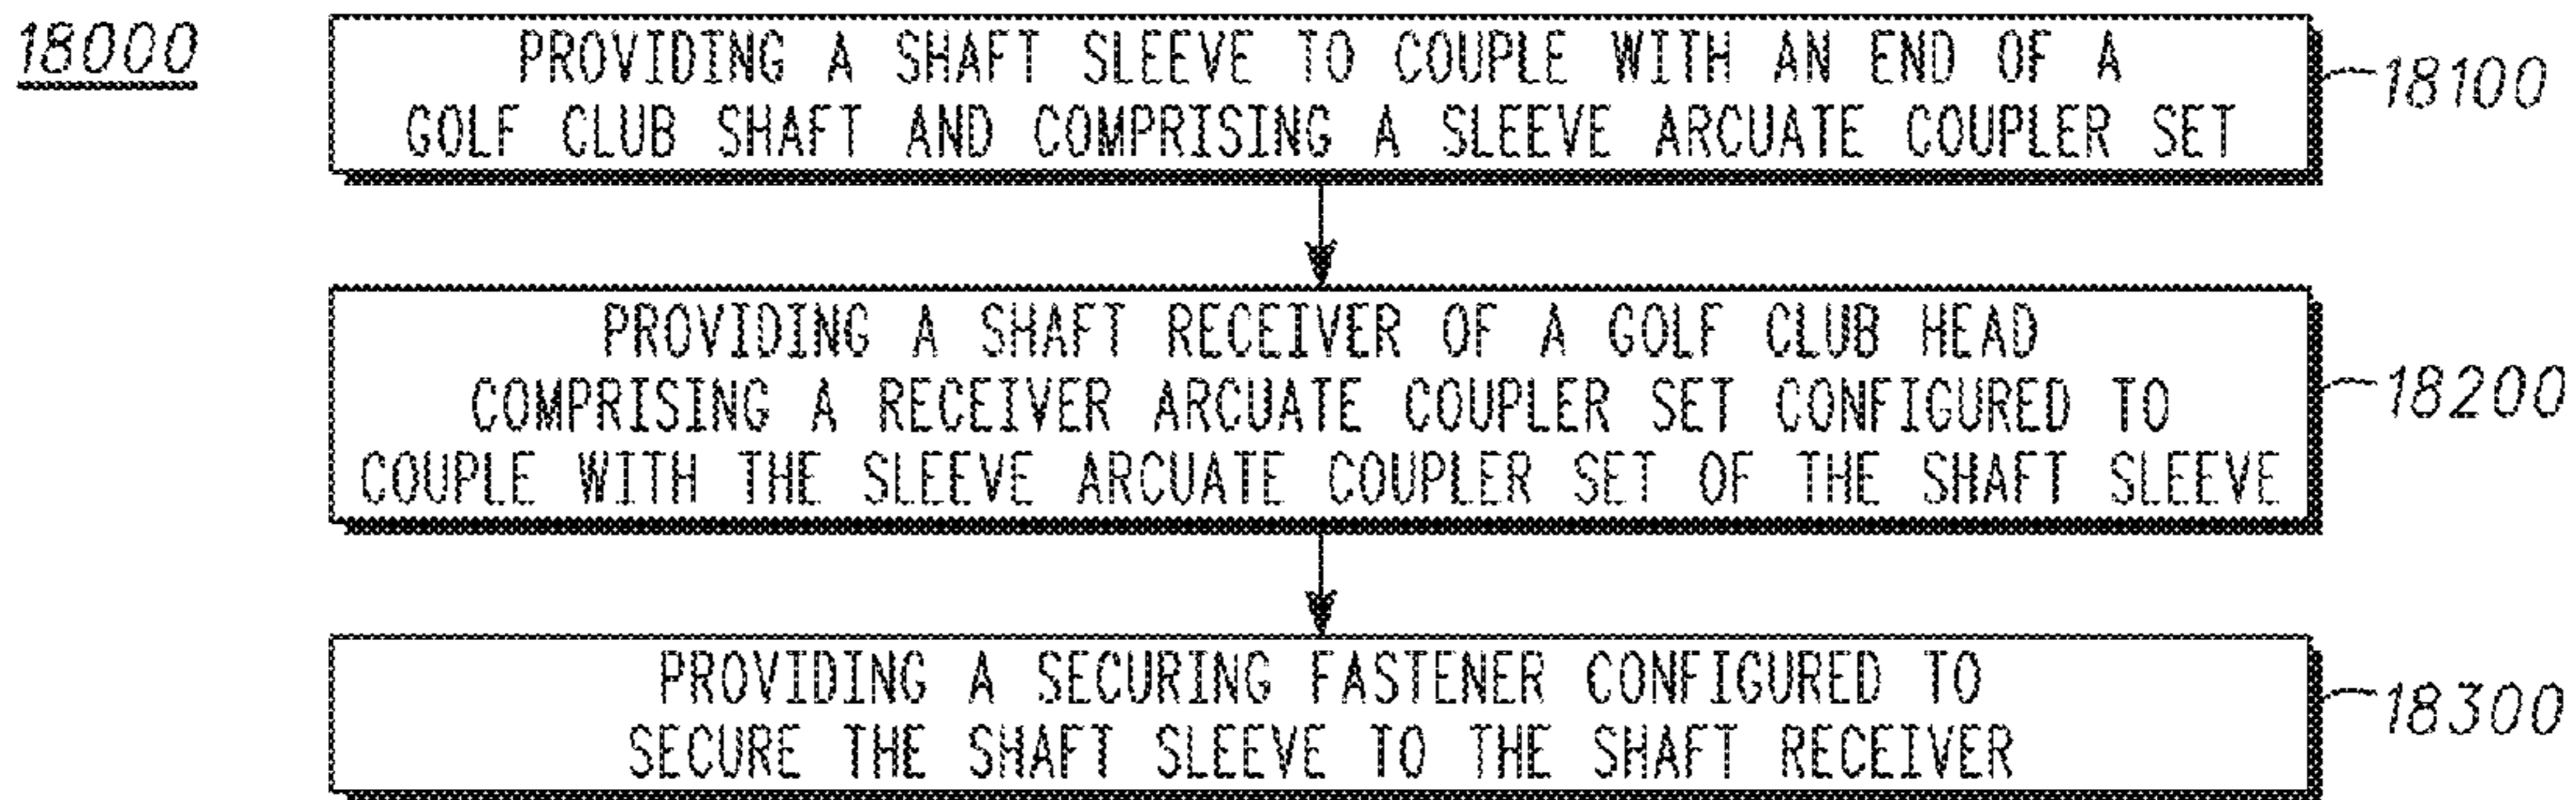 18000
PROVIDING A SHAFT SLEEVE TO COUPLE WITH AN END OF A
GOLF CLUB SHAFT AND COMPRISING A SLEEVE ARCUATE COUPLER SET
18100
PROVIDING A SHAFT RECEIVER OF A GOLF CLUB HEAD
COMPRISING A RECEIVER ARCUATE COUPLER SET CONFIGURED TO
COUPLE WITH THE SLEEVE ARCUATE COUPLER SET OF THE SHAFT SLEEVE
18200
PROVIDING A SECURING FASTENER CONFIGURED TO
SECURE THE SHAFT SLEEVE TO THE SHAFT RECEIVER
18300